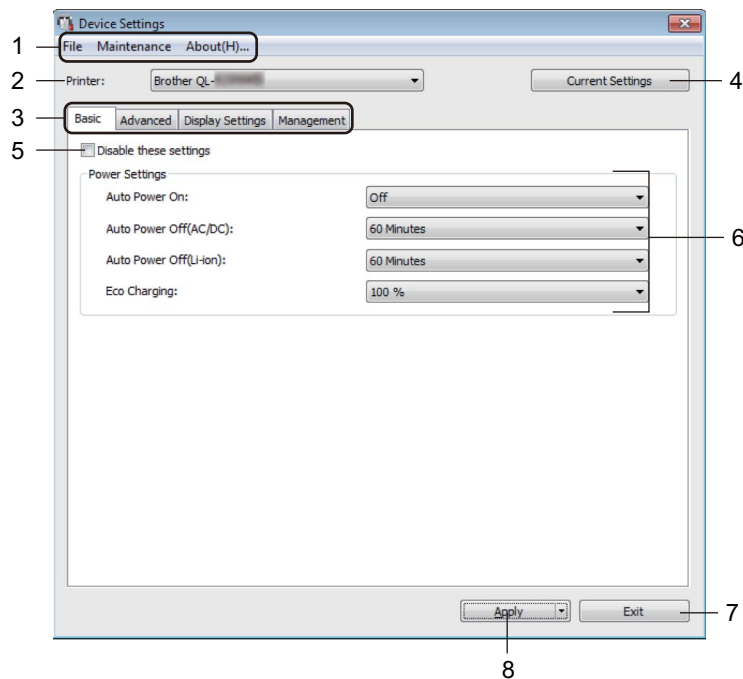 Device Settings
1 File Maintenance About(H)...
2 Printer: Brother QL- Current Settings 4
3 Basic Advanced Display Settings Management
5 Disable these settings
Power Settings
Auto Power On: Off
Auto Power Off(AC/DC): 60 Minutes
6
Auto Power Off(Li-ion): 60 Minutes
Eco Charging: 100 %
Apply Exit 7
8